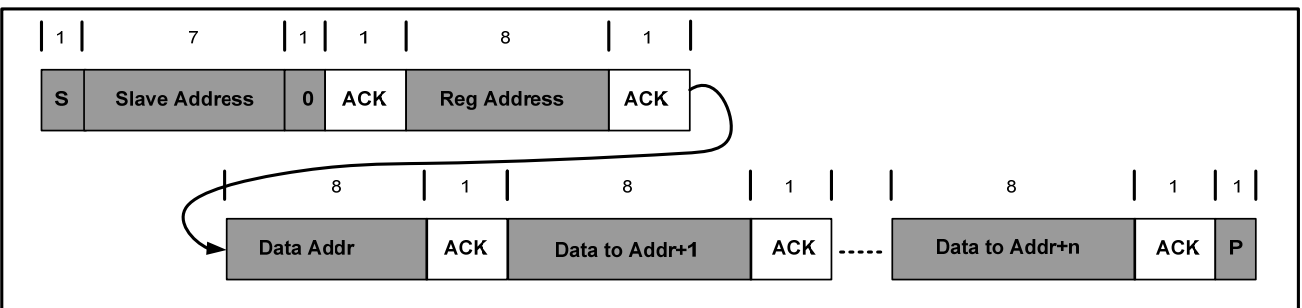 1 7 1 1 8 1
S Slave Address 0 ACK Reg Address ACK
8 1 8 1 8 1 1
Data Addr ACK Data to Addr+1 ACK Data to Addr+n ACK P